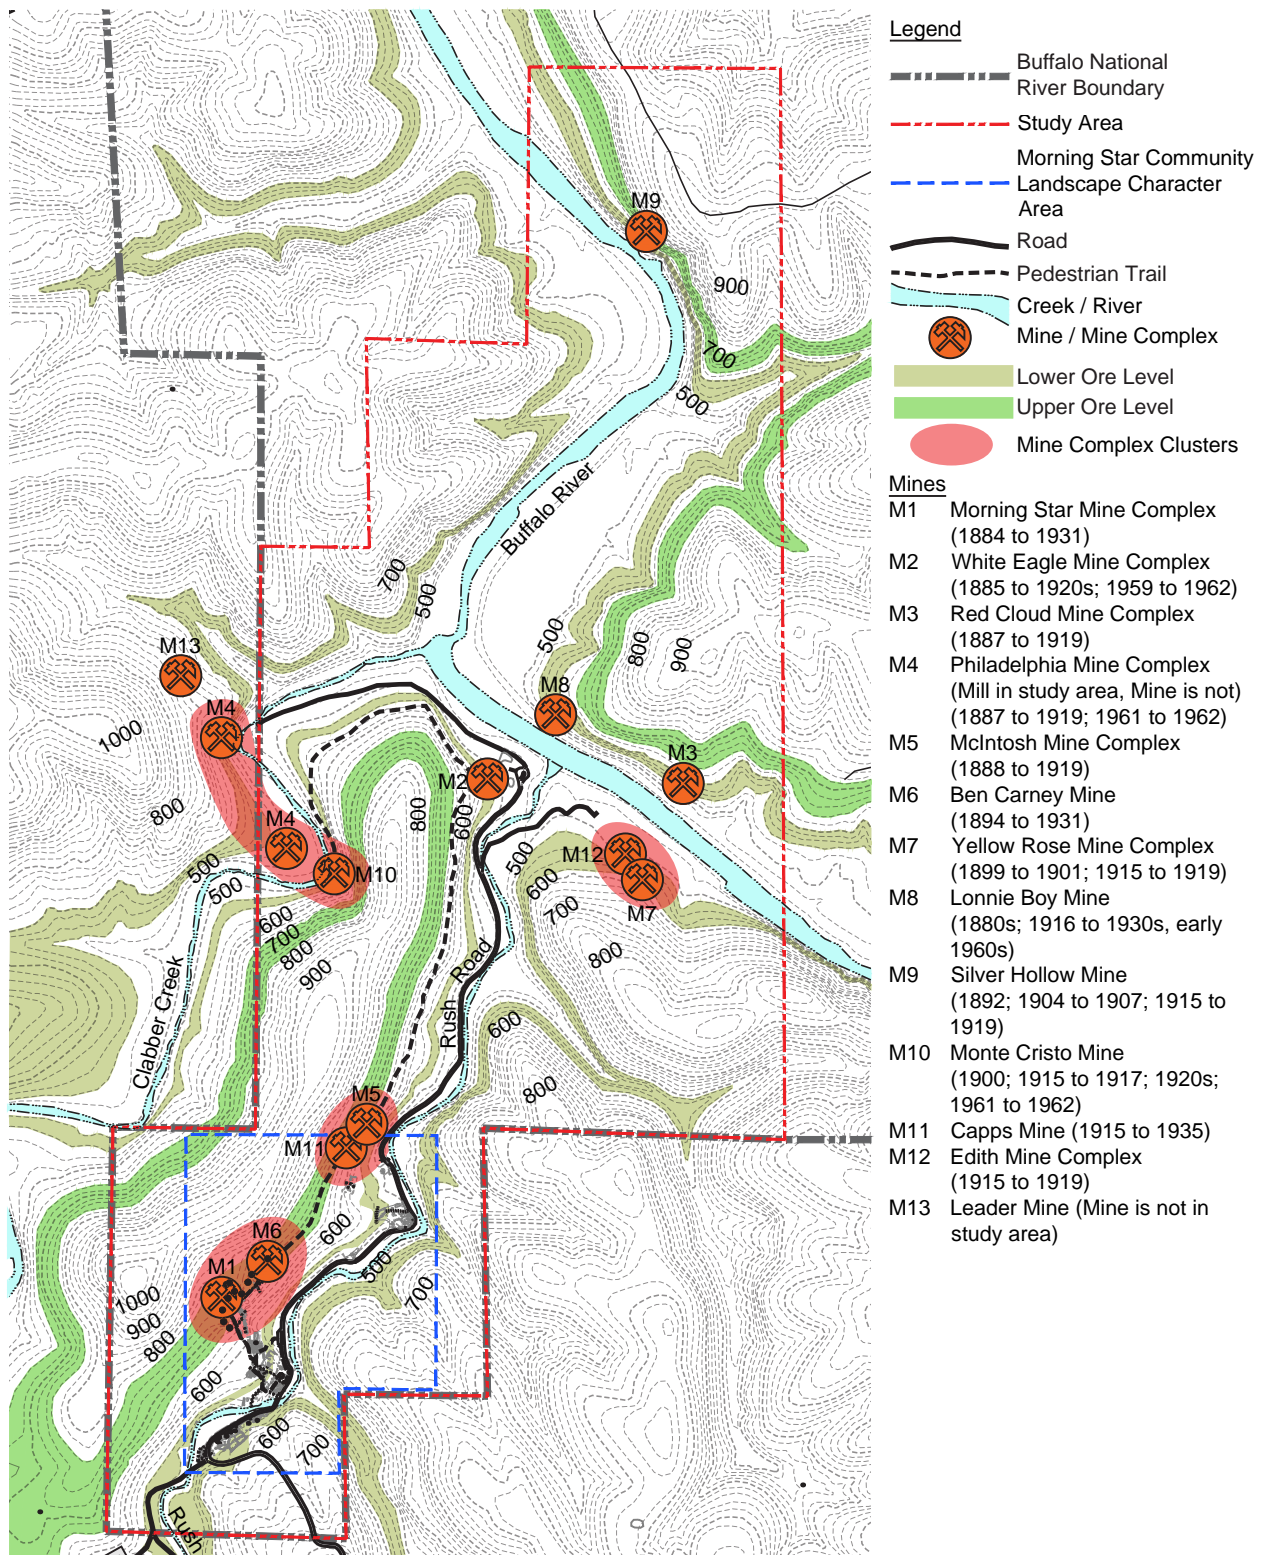 Legend
Buffalo National
River Boundary
Study Area
Morning Star Community
Landscape Character
Area
Road
Pedestrian Trail
Creek / River
Mine / Mine Complex
Lower Ore Level
Upper Ore Level
Mine Complex Clusters
Mines
M1 Morning Star Mine Complex
(1884 to 1931)
M2 White Eagle Mine Complex
(1885 to 1920s; 1959 to 1962)
M3 Red Cloud Mine Complex
(1887 to 1919)
M4 Philadelphia Mine Complex
(Mill in study area, Mine is not)
(1887 to 1919; 1961 to 1962)
M5 McIntosh Mine Complex
(1888 to 1919)
M6 Ben Carney Mine
(1894 to 1931)
M7 Yellow Rose Mine Complex
(1899 to 1901; 1915 to 1919)
M8 Lonnie Boy Mine
(1880s; 1916 to 1930s, early
1960s)
M9 Silver Hollow Mine
(1892; 1904 to 1907; 1915 to
1919)
M10 Monte Cristo Mine
(1900; 1915 to 1917; 1920s;
1961 to 1962)
M11 Capps Mine (1915 to 1935)
M12 Edith Mine Complex
(1915 to 1919)
M13 Leader Mine (Mine is not in
study area)
M9
900
700
500
Buffalo River
700
500
500
800
900
M13
M4
1000
M8
M3
M2
800
600
800
M4
500
M12
M10
500
500
600
M7
600
700
700
800
800
900
Clabber Creek
Rush Road
600
800
M5
M11
M6
600
500
M1
700
1000
900
800
600
600
700
Rush